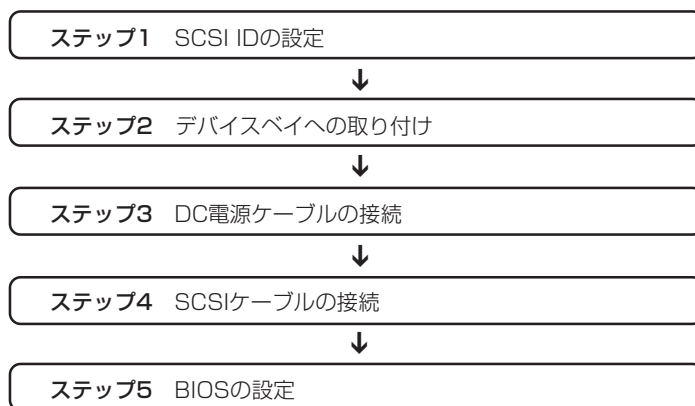 ステップ1 SCSI IDの設定
ステップ2 デバイスベイへの取り付け
ステップ3 DC電源ケーブルの接続
ステップ4 SCSIケーブルの接続
ステップ5 BIOSの設定